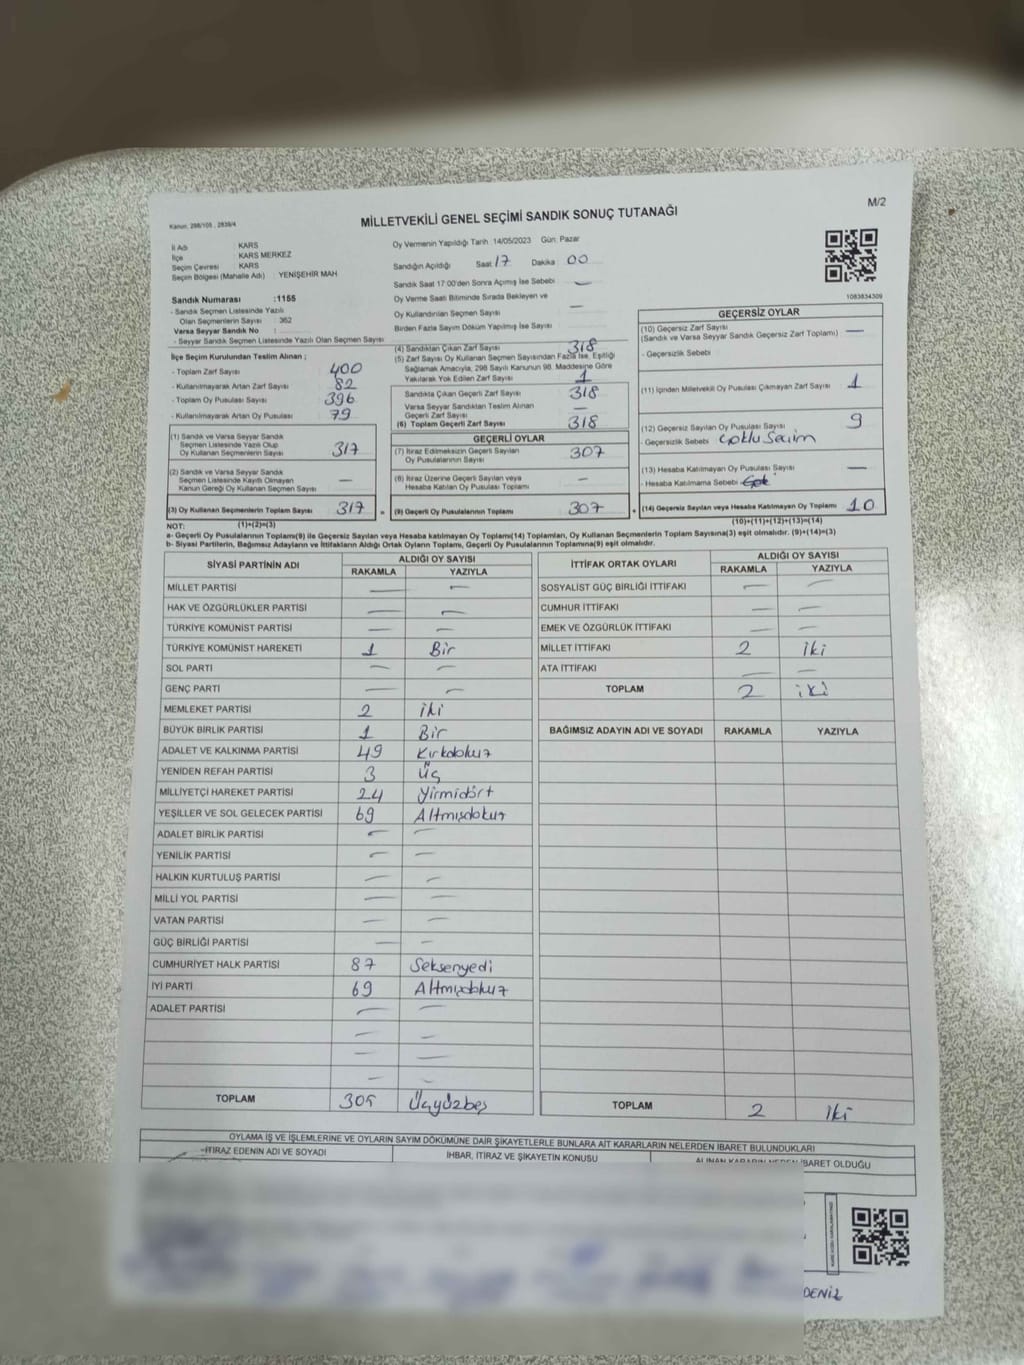 Kanun, 298/105 , 2839/4
MİLLETVEKİLİ GENEL SEÇİMİ SANDIK SONUÇ TUTANAĞI
M/2
İl Adı : KARS
İlçe : KARS MERKEZ
Seçim Çevresi : KARS
Seçim Bölgesi (Mahalle Adı) : YENİŞEHİR MAH
Sandık Numarası :1155
- Sandık Seçmen Listesinde Yazılı
Olan Seçmenlerin Sayısı : 362
Varsa Seyyar Sandık No :
- Seyyar Sandık Seçmen Listesinde Yazılı Olan Seçmen Sayısı
İlçe Seçim Kurulundan Teslim Alınan ;
- Toplam Zarf Sayısı 400
- Kullanılmayarak Artan Zarf Sayısı 82
- Toplam Oy Pusulası Sayısı 396
- Kullanılmayarak Artan Oy Pusulası 79
(1) Sandık ve Varsa Seyyar Sandık
Seçmen Listesinde Yazılı Olup
Oy Kullanan Seçmenlerin Sayısı 317
(2) Sandık ve Varsa Seyyar Sandık
Seçmen Listesinde Kayıtlı Olmayan
Kanun Gereği Oy Kullanan Seçmen Sayısı —
(3) Oy Kullanan Seçmenlerin Toplam Sayısı 317 =
(1)+(2)=(3)
Oy Vermenin Yapıldığı Tarih 14/05/2023 Gün: Pazar
Sandığın Açıldığı Saat 17 Dakika 00
Sandık Saat 17:00'den Sonra Açılmış İse Sebebi —
Oy Verme Saati Bitiminde Sırada Bekleyen ve
Oy Kullandırılan Seçmen Sayısı —
Birden Fazla Sayım Döküm Yapılmış İse Sayısı
(4) Sandıktan Çıkan Zarf Sayısı 318
(5) Zarf Sayısı Oy Kullanan Seçmen Sayısından Fazla İse, Eşitliği
Sağlamak Amacıyla, 298 Sayılı Kanunun 98. Maddesine Göre
Yakılarak Yok Edilen Zarf Sayısı 1
Sandıkta Çıkan Geçerli Zarf Sayısı 318
Varsa Seyyar Sandıktan Teslim Alınan
Geçerli Zarf Sayısı —
(6) Toplam Geçerli Zarf Sayısı 318
GEÇERLİ OYLAR
(7) İtiraz Edilmeksizin Geçerli Sayılan
Oy Pusulalarının Sayısı 307
(8) İtiraz Üzerine Geçerli Sayılan veya
Hesaba Katılan Oy Pusulası Toplamı —
(9) Geçerli Oy Pusulalarının Toplamı 307 +
1083834309
GEÇERSİZ OYLAR
(10) Geçersiz Zarf Sayısı —
(Sandık ve Varsa Seyyar Sandık Geçersiz Zarf Toplamı)
- Geçersizlik Sebebi
(11) İçinden Milletvekili Oy Pusulası Çıkmayan Zarf Sayısı 1
(12) Geçersiz Sayılan Oy Pusulası Sayısı 9
- Geçersizlik Sebebi Çoklu Seçim
(13) Hesaba Katılmayan Oy Pusulası Sayısı —
- Hesaba Katılmama Sebebi
(14) Geçersiz Sayılan veya Hesaba Katılmayan Oy Toplamı 10
(10)+(11)+(12)+(13)=(14)
NOT:
a- Geçerli Oy Pusulalarının Toplamı(9) ile Geçersiz Sayılan veya Hesaba katılmayan Oy Toplamı(14) Toplamları, Oy Kullanan Seçmenlerin Toplam Sayısına(3) eşit olmalıdır. (9)+(14)=(3)
b- Siyasi Partilerin, Bağımsız Adayların ve İttifakların Aldığı Ortak Oyların Toplamı, Geçerli Oy Pusulalarının Toplamına(9) eşit olmalıdır.
SİYASİ PARTİNİN ADI ALDIĞI OY SAYISI
RAKAMLA YAZIYLA
MİLLET PARTİSİ — —
HAK VE ÖZGÜRLÜKLER PARTİSİ — —
TÜRKİYE KOMÜNİST PARTİSİ — —
TÜRKİYE KOMÜNİST HAREKETİ 1 Bir
SOL PARTİ — —
GENÇ PARTİ — —
MEMLEKET PARTİSİ 2 İki
BÜYÜK BİRLİK PARTİSİ 1 Bir
ADALET VE KALKINMA PARTİSİ 49 Kırkdokuz
YENİDEN REFAH PARTİSİ 3 Üç
MİLLİYETÇİ HAREKET PARTİSİ 24 Yirmidört
YEŞİLLER VE SOL GELECEK PARTİSİ 69 Altmışdokuz
ADALET BİRLİK PARTİSİ — —
YENİLİK PARTİSİ — —
HALKIN KURTULUŞ PARTİSİ — —
MİLLİ YOL PARTİSİ — —
VATAN PARTİSİ — —
GÜÇ BİRLİĞİ PARTİSİ — —
CUMHURİYET HALK PARTİSİ 87 Seksenyedi
İYİ PARTİ 69 Altmışdokuz
ADALET PARTİSİ — —
— —
— —
— —
TOPLAM 305 Üçyüzbeş
İTTİFAK ORTAK OYLARI ALDIĞI OY SAYISI
RAKAMLA YAZIYLA
SOSYALİST GÜÇ BİRLİĞİ İTTİFAKI — —
CUMHUR İTTİFAKI — —
EMEK VE ÖZGÜRLÜK İTTİFAKI — —
MİLLET İTTİFAKI 2 iki
ATA İTTİFAKI — —
TOPLAM 2 iki
BAĞIMSIZ ADAYIN ADI VE SOYADI RAKAMLA YAZIYLA
TOPLAM 2 iki
OYLAMA İŞ VE İŞLEMLERİNE VE OYLARIN SAYIM DÖKÜMÜNE DAİR ŞİKAYETLERLE BUNLARA AİT KARARLARIN NELERDEN İBARET BULUNDUKLARI
İTİRAZ EDENİN ADI VE SOYADI İHBAR, İTİRAZ VE ŞİKAYETİN KONUSU ALINAN KARARIN NEDEN İBARET OLDUĞU
DENİZ